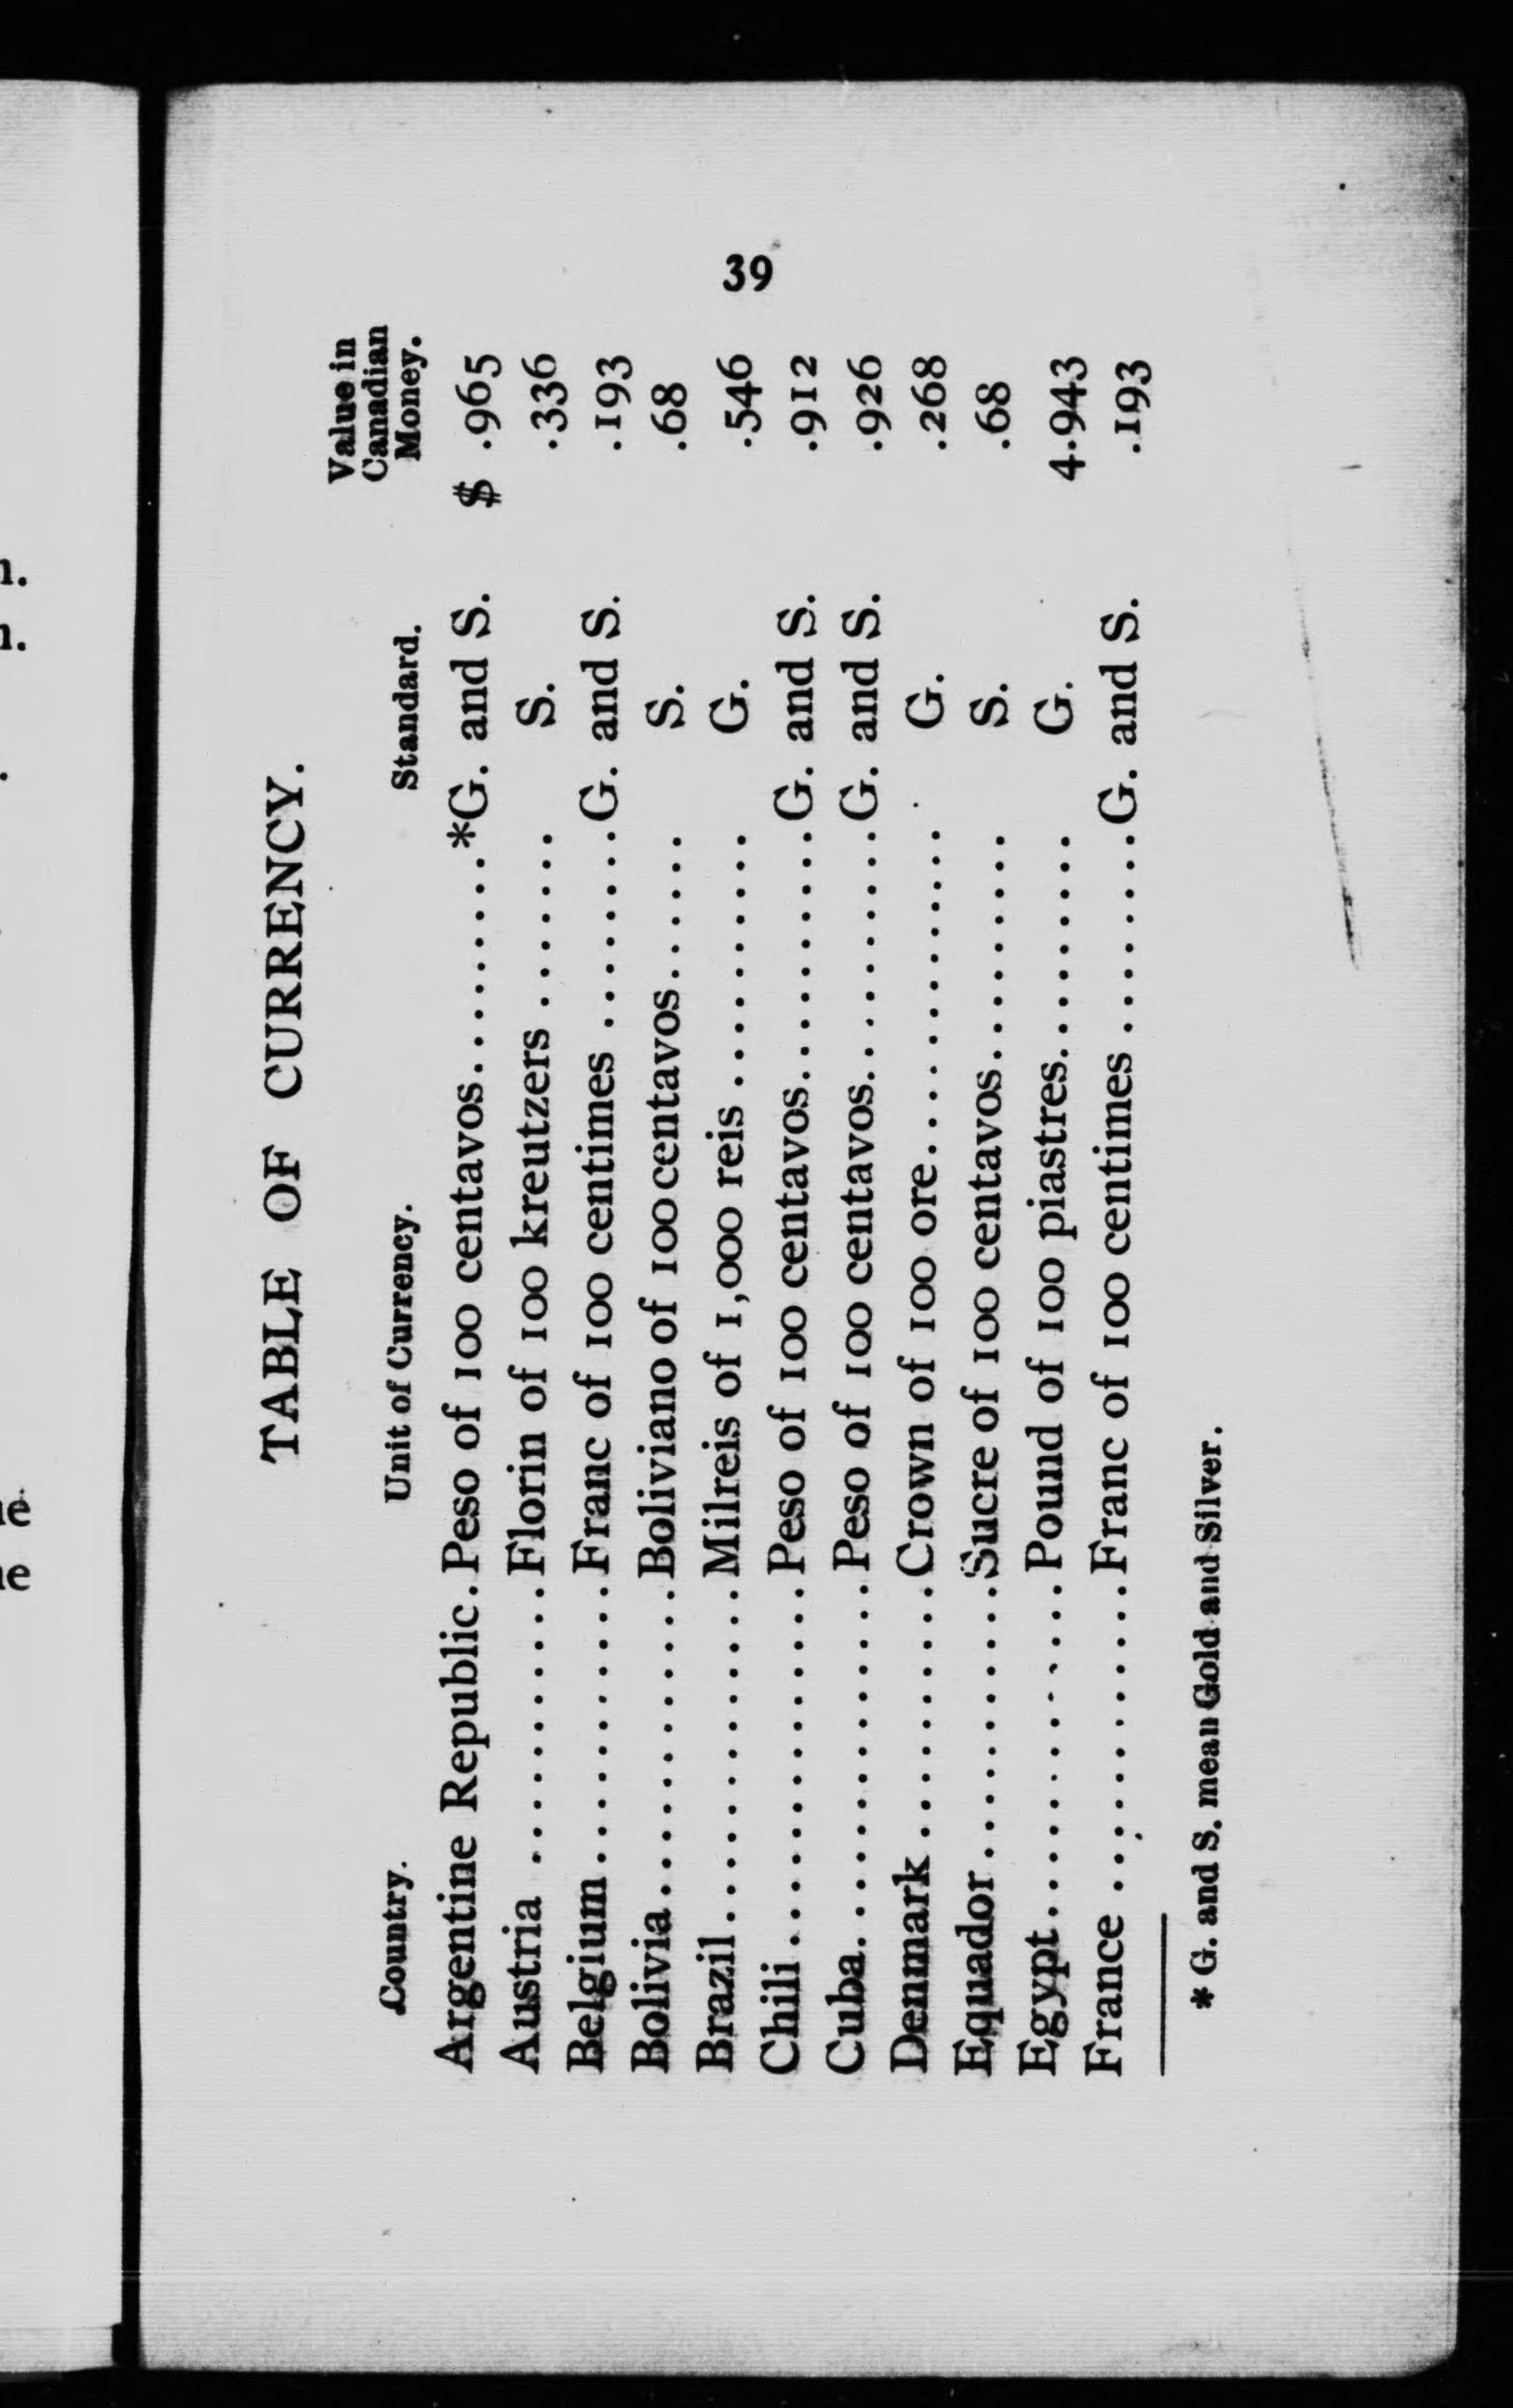 39
TABLE OF CURRENCY.
Country. Unit of Currency. Standard. Value in Canadian Money.
Argentine Republic.Peso of 100 centavos.........*G. and S. $ .965
Austria ............Florin of 100 kreutzers ....... S. .336
Belgium............Franc of 100 centimes ........G. and S. .193
Bolivia............Boliviano of 100 centavos...... S. .68
Brazil.............Milreis of 1,000 reis .......... G. .546
Chili..............Peso of 100 centavos..........G. and S. .912
Cuba..............Peso of 100 centavos..........G. and S. .926
Denmark...........Crown of 100 ore............. G. .268
Equador...........Sucre of 100 centavos......... S. .68
Egypt.............Pound of 100 piastres......... G. 4.943
France ............Franc of 100 centimes ........G. and S. .193
* G. and S. mean Gold and Silver.